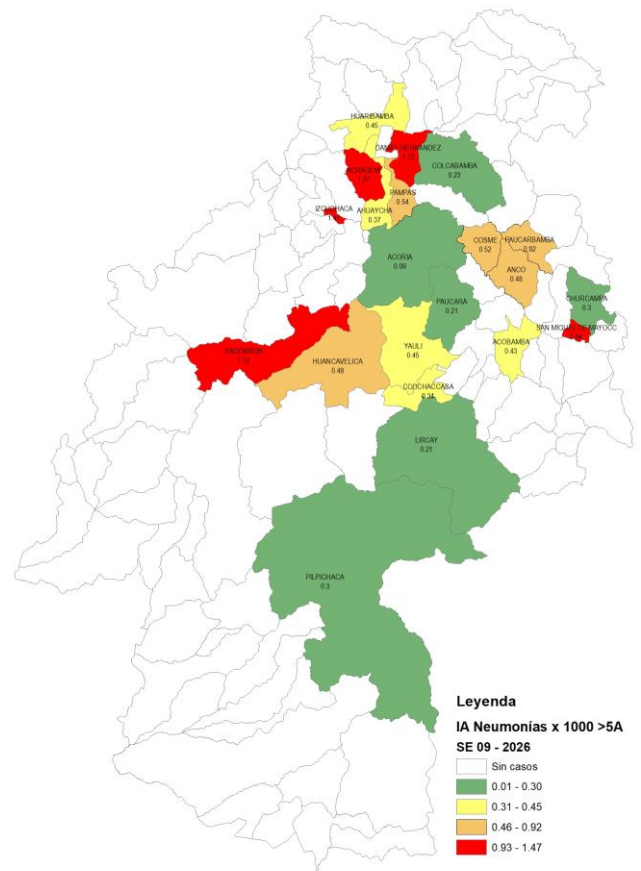 HUARIBAMBA
0.45
DANIEL HERNANDEZ
COLCABAMBA
0.23
ACRAQUIA
PAMPAS
0.54
IZCUCHACA
AHUAYCHA
0.37
ACORIA
0.09
COSME
0.52
PAUCARBAMBA
0.92
ANCO
0.48
PAUCARA
0.21
CHURCAMPA
0.3
SAN MIGUEL DE MAYOCC
ASCENSION
1.12
HUANCAVELICA
0.48
YAULI
0.45
ACOBAMBA
0.43
CCOCHACCASA
0.34
LIRCAY
0.21
PILPICHACA
0.3
Leyenda
IA Neumonías x 1000 >5A
SE 09 - 2026
Sin casos
0.01 - 0.30
0.31 - 0.45
0.46 - 0.92
0.93 - 1.47